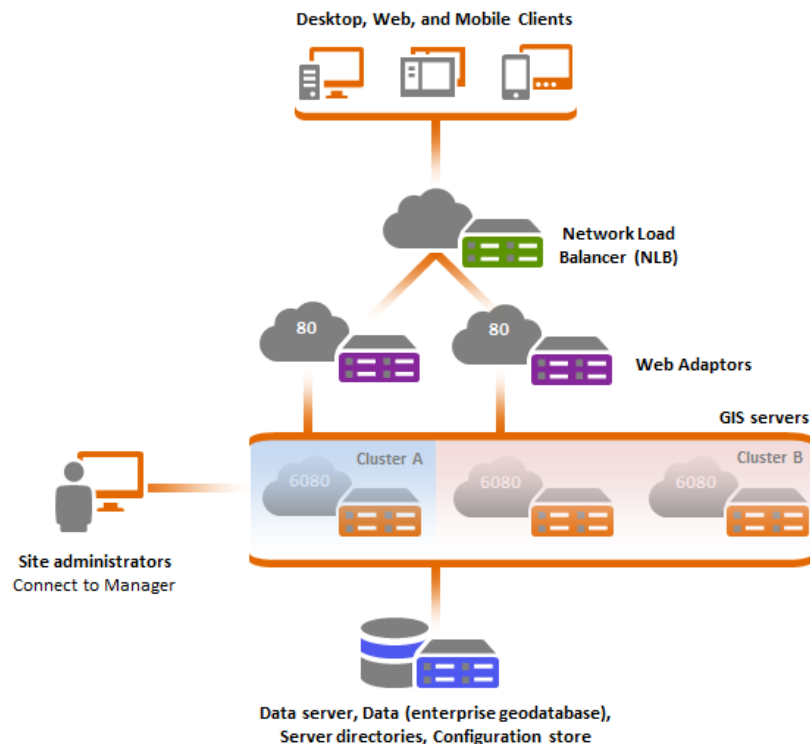 Desktop, Web, and Mobile Clients
Network Load
Balancer (NLB)
80
80
Web Adaptors
GIS servers
Cluster A
Cluster B
6080
6080
6080
Site administrators
Connect to Manager
Data server, Data (enterprise geodatabase),
Server directories, Configuration store